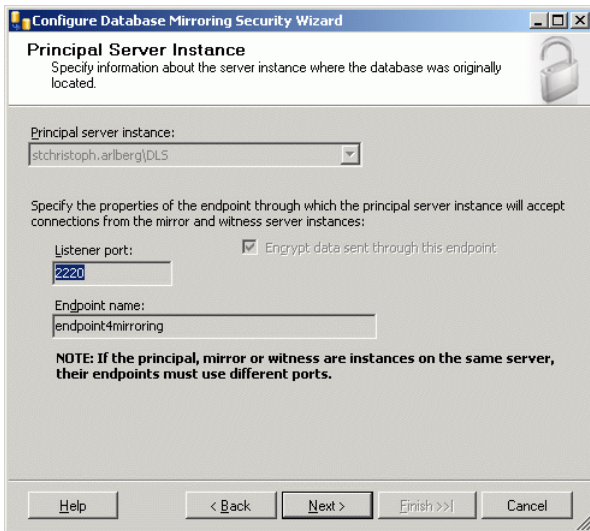 Configure Database Mirroring Security Wizard
Principal Server Instance
Specify information about the server instance where the database was originally
located.
Principal server instance:
stchristoph.arlberg\DLS
Specify the properties of the endpoint through which the principal server instance will accept
connections from the mirror and witness server instances:
Listener port:
Encrypt data sent through this endpoint
2220
Endpoint name:
endpoint4mirroring
NOTE: If the principal, mirror or witness are instances on the same server,
their endpoints must use different ports.
Help
< Back
Next >
Finish >>|
Cancel